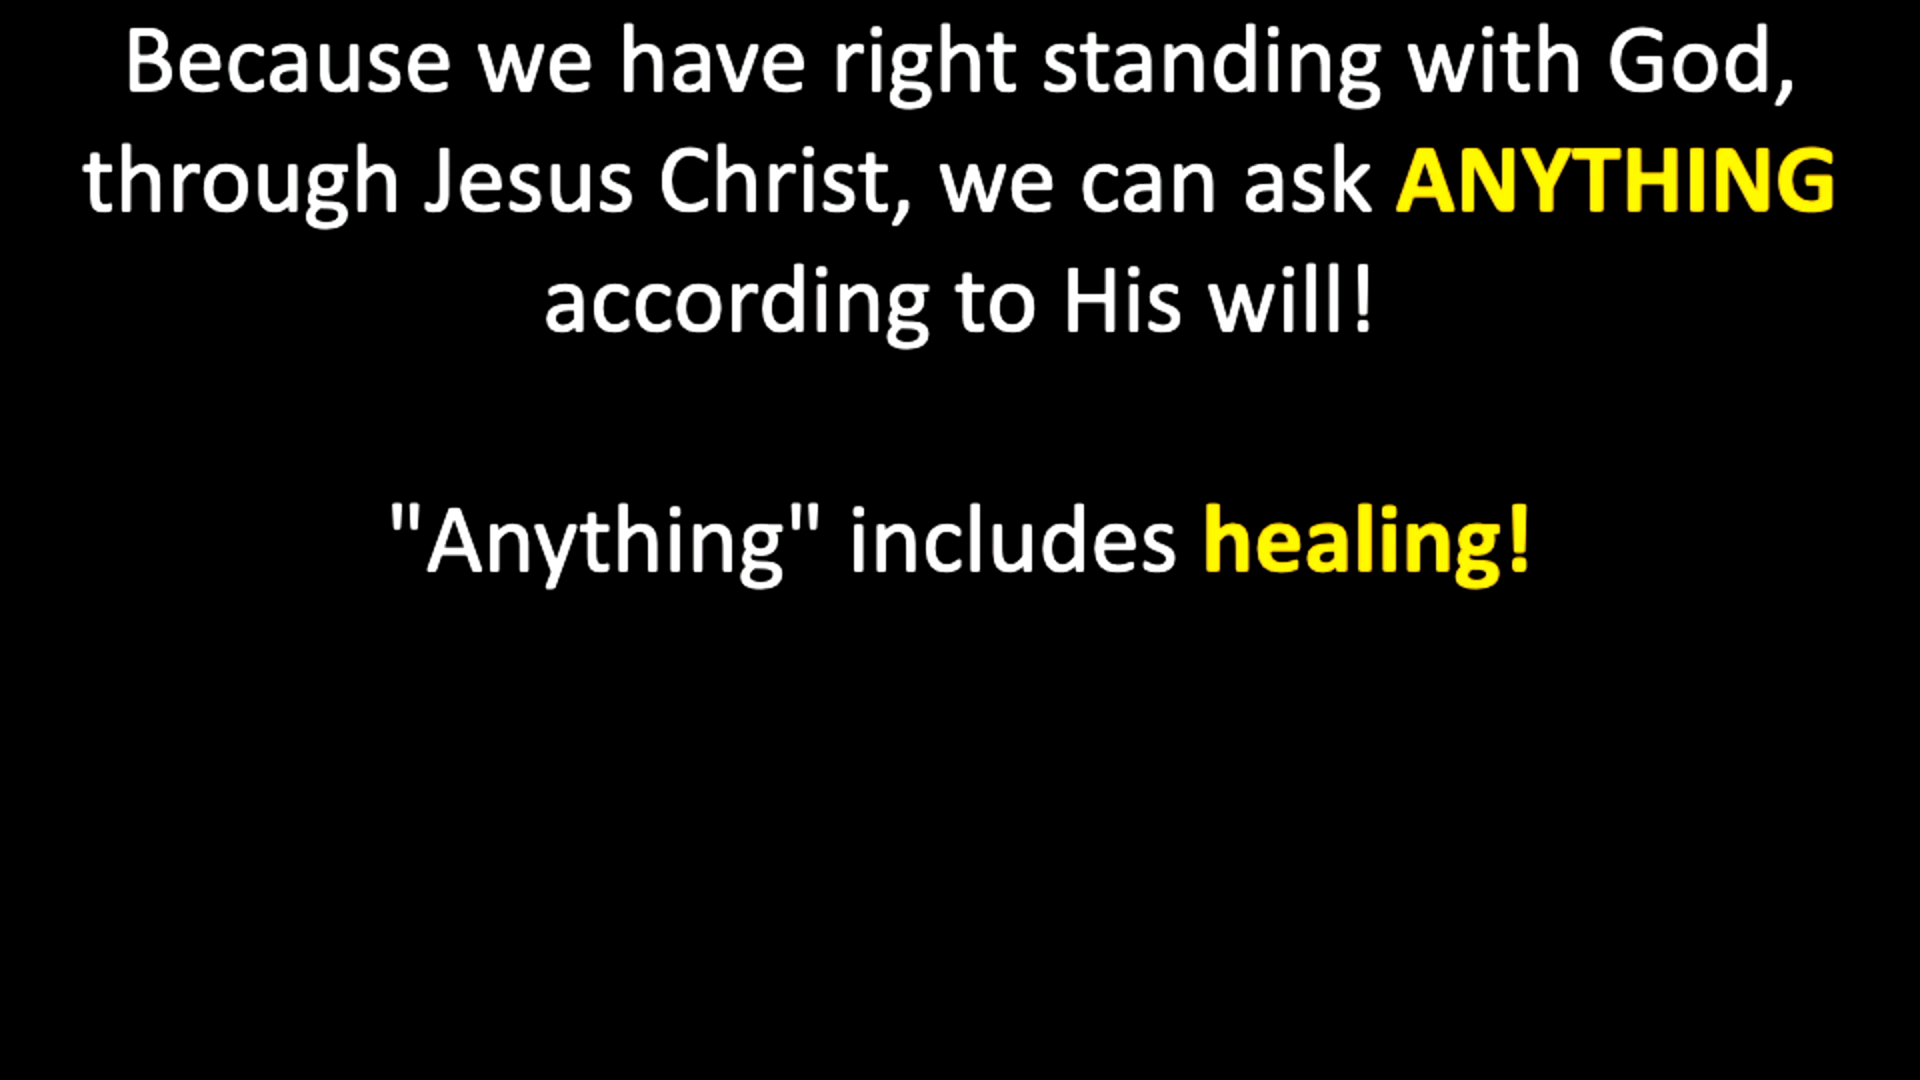 Because we have right standing with God,
through Jesus Christ, we can ask ANYTHING
according to His will!
"Anything" includes healing!